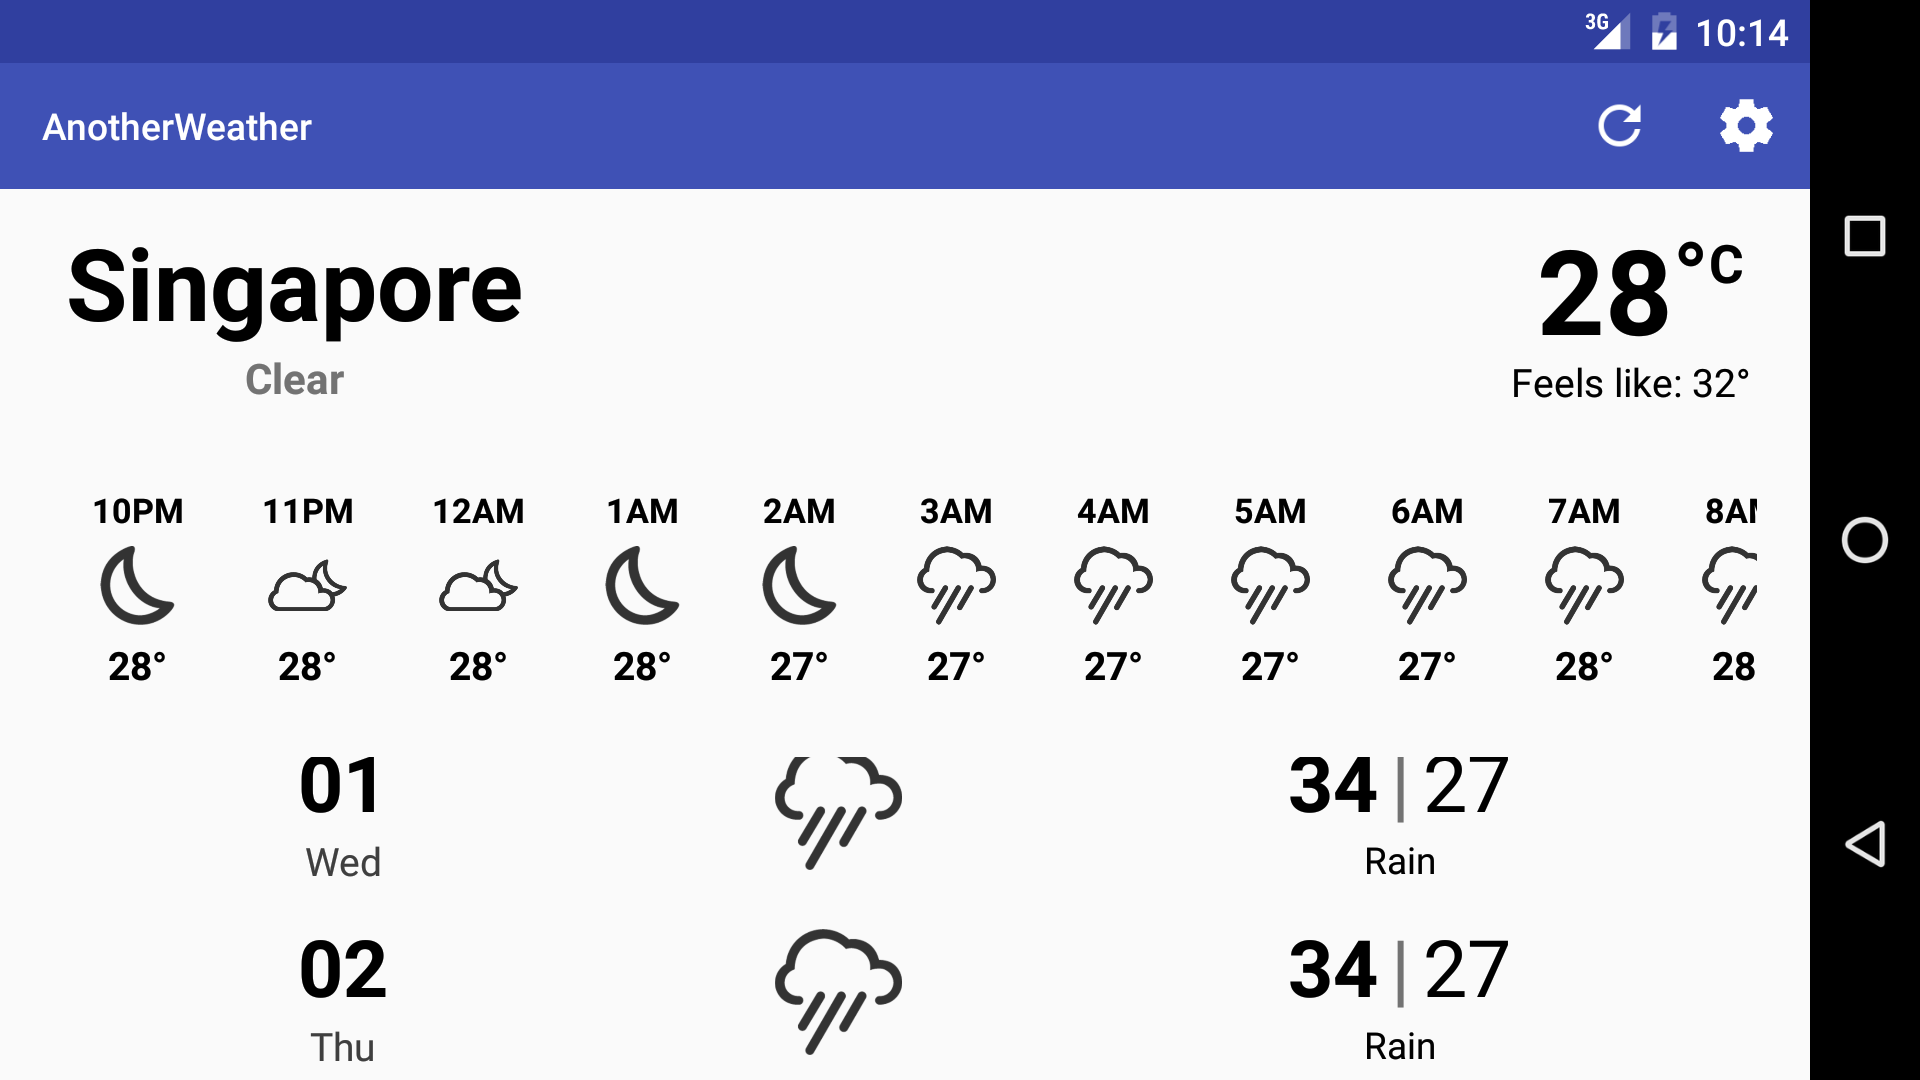 3G 10:14
AnotherWeather
Singapore 28°C
Clear Feels like: 32°
10PM 11PM 12AM 1AM 2AM 3AM 4AM 5AM 6AM 7AM
28° 28° 28° 28° 27° 27° 27° 27° 27° 28° 28
01 34|27
Wed Rain
02 34|27
Thu Rain